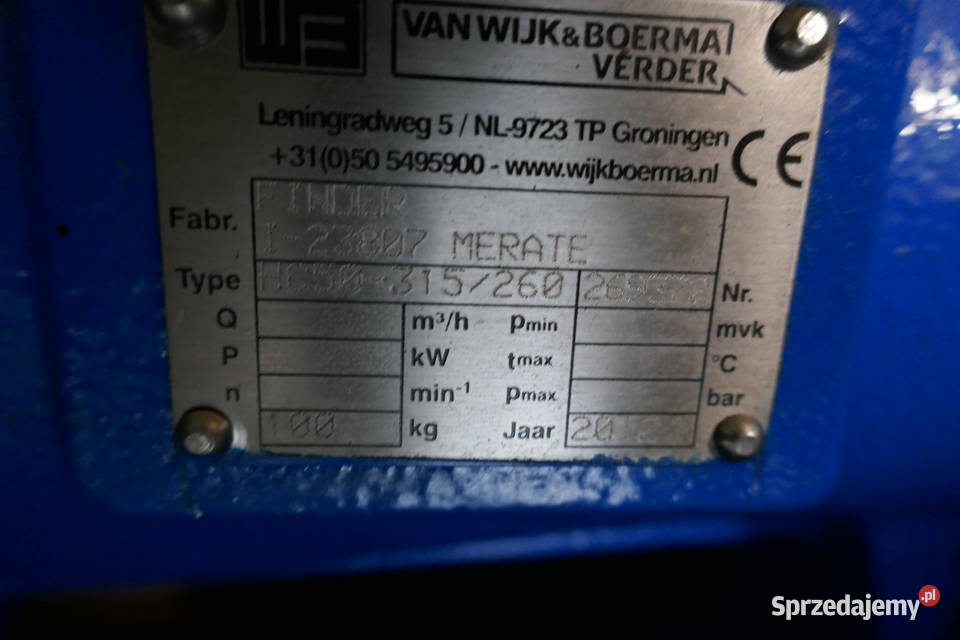 VAN WIJK & BOERMA
VERDER
Leningradweg 5 / NL-9723 TP Groningen
+31(0)50 5495900 - www.wijkboerma.nl
CE
Fabr. FINDER
I-23807 MERATE
Type 315/260 Nr.
Q m³/h Pmin mvk
P kW tmax °C
n min⁻¹ Pmax bar
100 kg Jaar
Sprzedajemy.pl